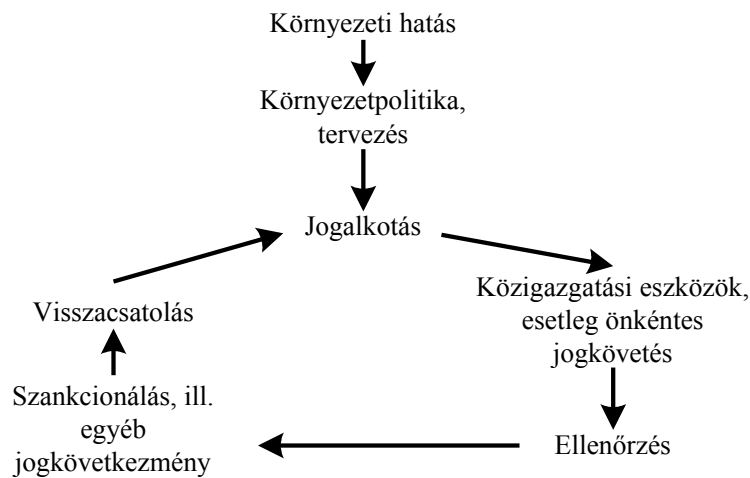 Környezeti hatás
Környezetpolitika,
tervezés
Jogalkotás
Közigazgatási eszközök,
esetleg önkéntes
jogkövetés
Ellenőrzés
Szankcionálás, ill.
egyéb
jogkövetkezmény
Visszacsatolás